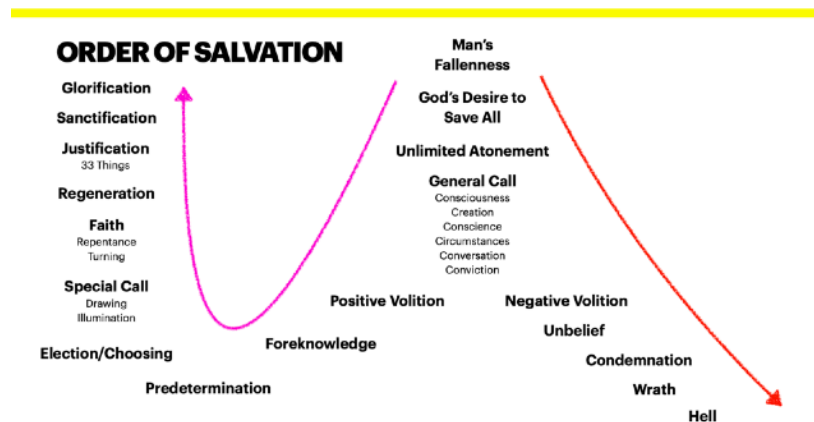 ORDER OF SALVATION
Man's
Fallenness
God's Desire to
Save All
Unlimited Atonement
General Call
Consciousness
Creation
Conscience
Circumstances
Conversation
Conviction
Positive Volition
Foreknowledge
Predetermination
Election/Choosing
Special Call
Drawing
Illumination
Faith
Repentance
Turning
Regeneration
Justification
33 Things
Sanctification
Glorification
Negative Volition
Unbelief
Condemnation
Wrath
Hell